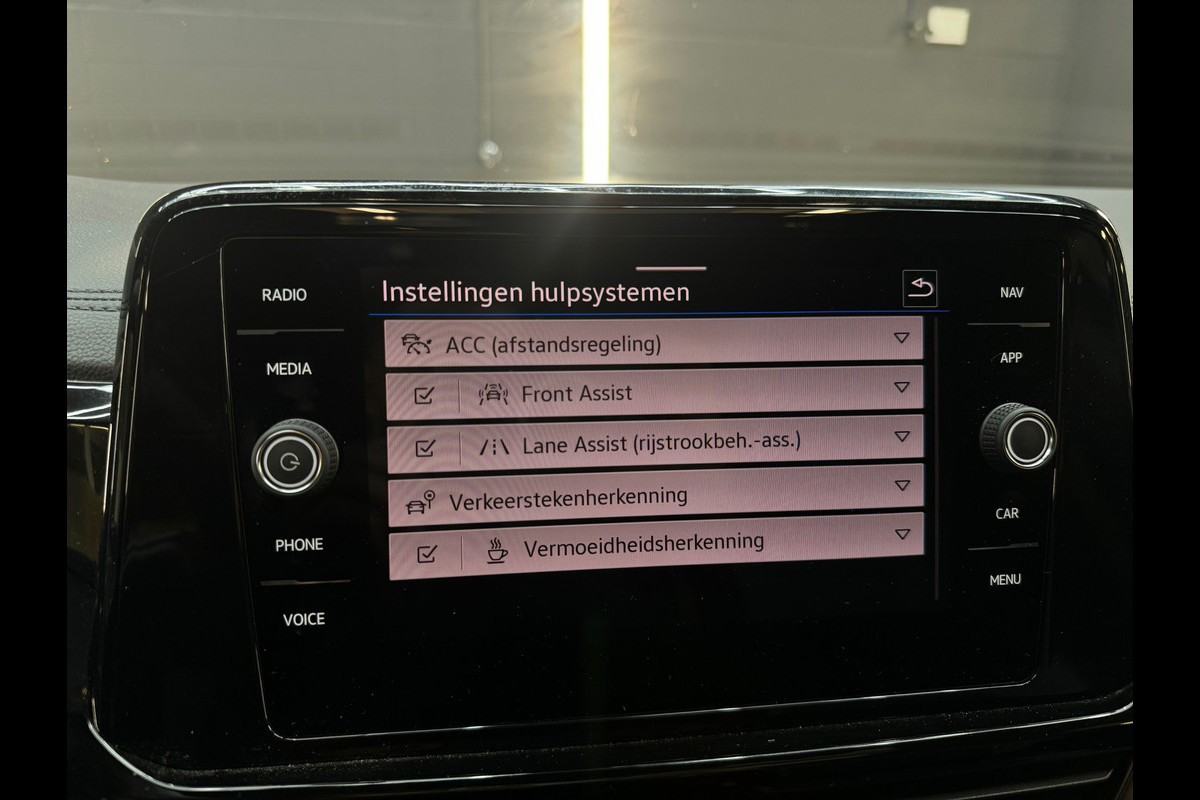 Instellingen hulpsystemen
RADIO
MEDIA
PHONE
VOICE
ACC (afstandsregeling)
Front Assist
Lane Assist (rijstrookbeh.-ass.)
Verkeerstekenherkenning
Vermoeidheidsherkenning
NAV
APP
CAR
MENU